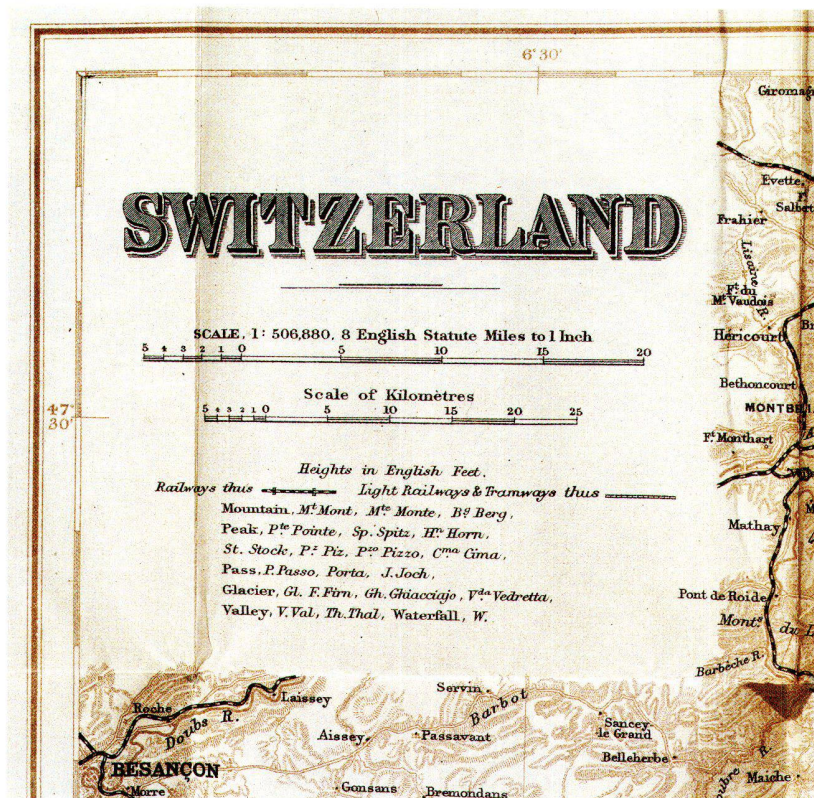 6° 30'
Giromag
SWITZERLAND
Evette
Salbert
Frahier
Lisaine R.
Ft. du
Mt. Vaudois
SCALE, 1: 506,880, 8 English Statute Miles to 1 Inch
5 4 3 2 1 0 5 10 15 20
Héricourt
Br
Scale of Kilomètres
5 4 3 2 1 0 5 10 15 20 25
Bethoncourt
47°
30'
MONTBÉ
Ft. Monthart
Heights in English Feet.
Railways thus Light Railways & Tramways thus
Mountain, Mt. Mont, Mte. Monte, Bg. Berg,
Peak, Pte. Pointe, Sp. Spitz, Hn. Horn,
St. Stock, Pz. Piz, Pzo. Pizzo, Cma. Cima,
Pass, P. Passo, Porta, J. Joch,
Glacier, Gl. F. Firn, Gh. Ghiacciajo, Vda. Vedretta,
Valley, V. Val, Th. Thal, Waterfall, W.
Mathay
Pont de Roide
Monts. du
Barbèche R.
Servin
Laissey
Roche
Barbot
Doubs R.
Aissey
Passavant
Sancey
le Grand
Belleherbe
BESANÇON
Maiche
Gonsans
Bremondans
Morre
oubre R.